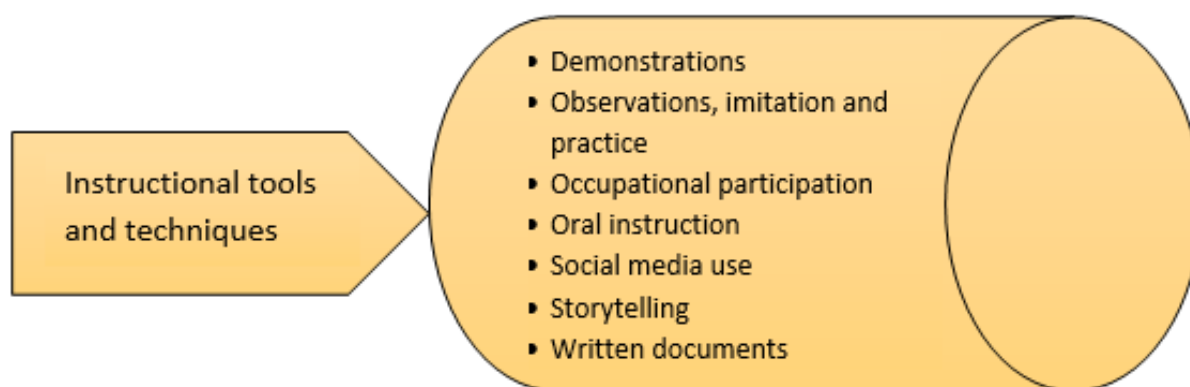 Instructional tools
and techniques
• Demonstrations
• Observations, imitation and
practice
• Occupational participation
• Oral instruction
• Social media use
• Storytelling
• Written documents